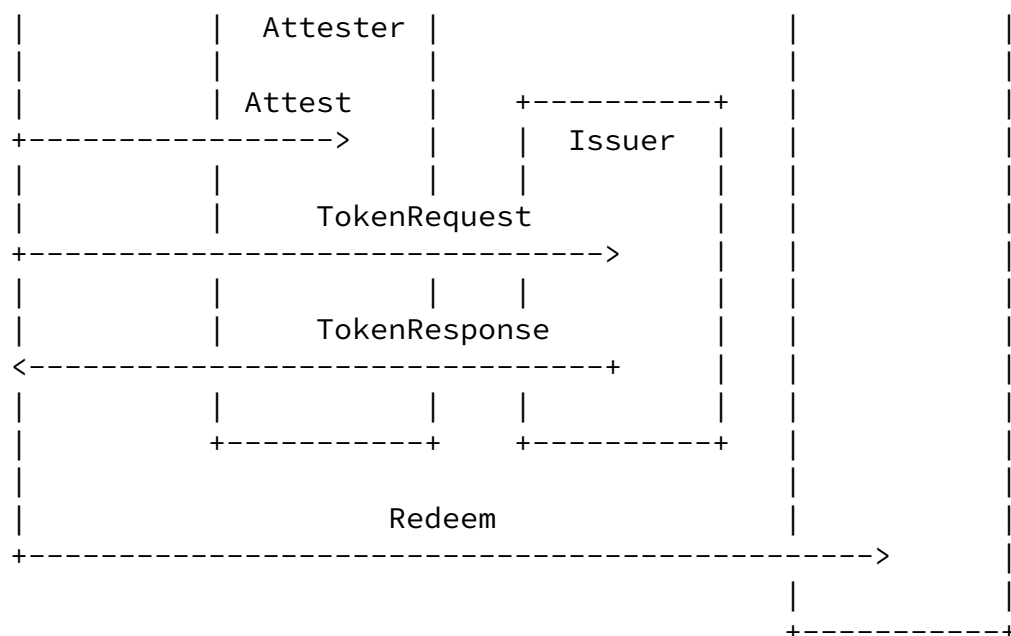 Attester
Attest
Issuer
TokenRequest
TokenResponse
Redeem